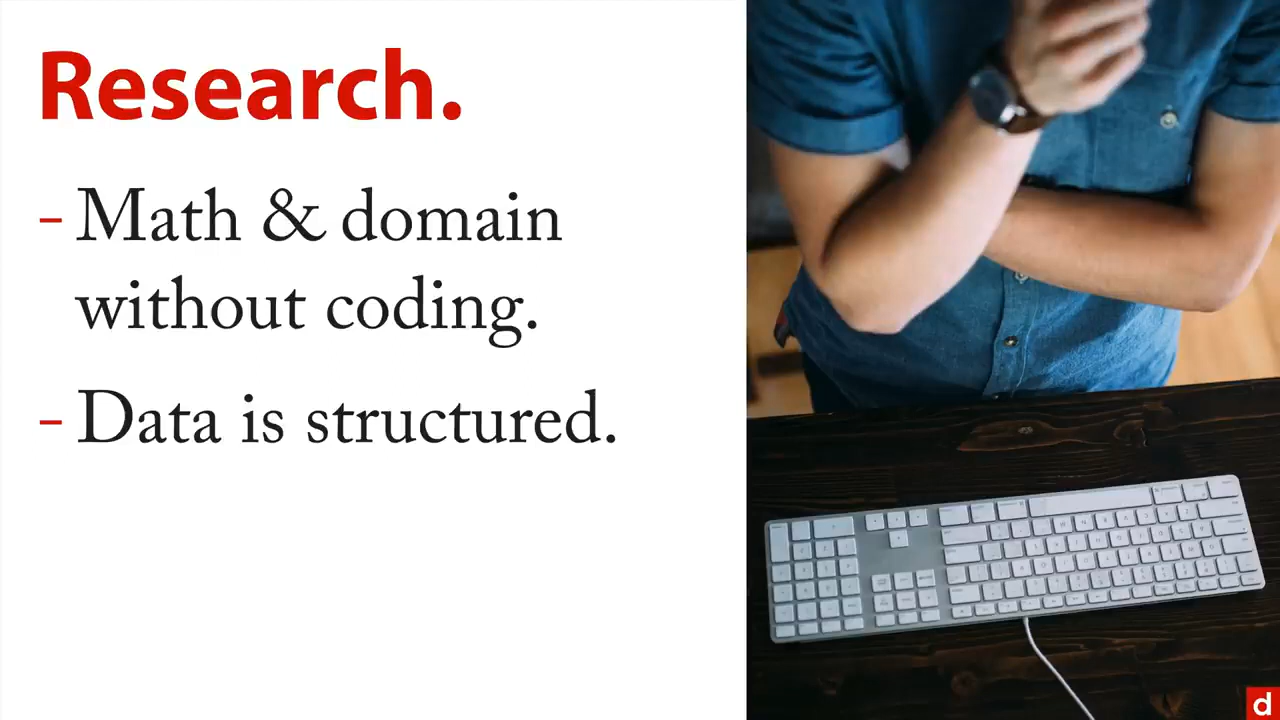 Research.
- Math & domain
without coding.
- Data is structured.
d